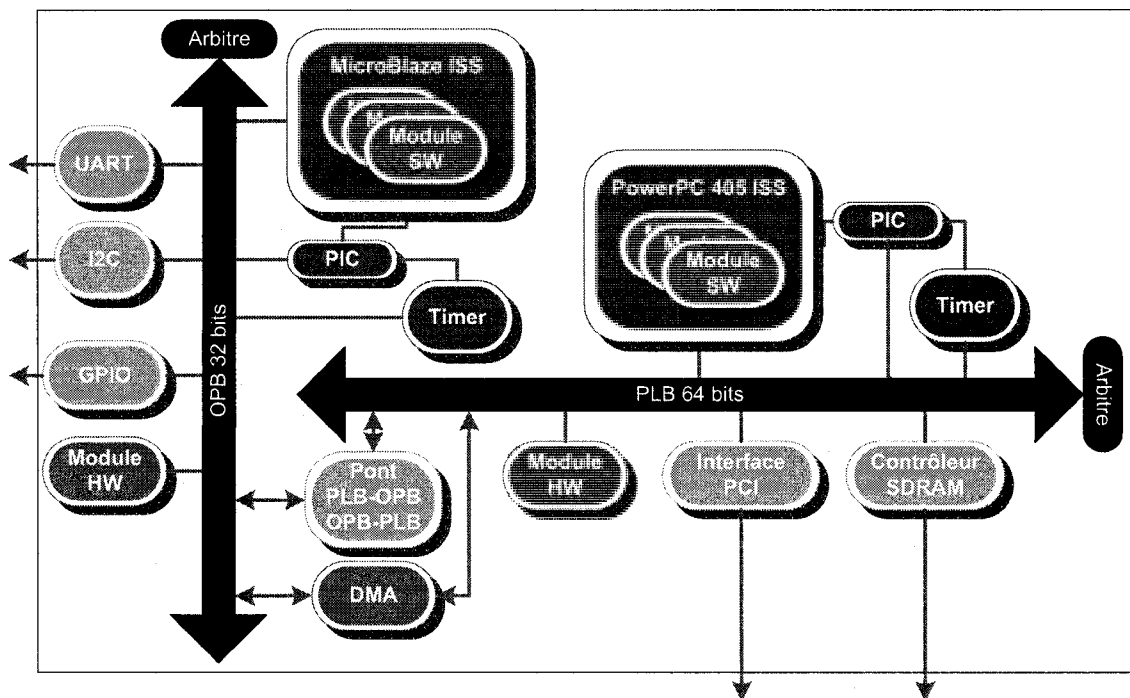 Arbitre
MicroBlaze ISS
Module
SW
UART
I2C
PIC
Timer
GPIO
Module
HW
OPB 32 bits
PowerPC 405 ISS
Module
SW
PIC
Timer
PLB 64 bits
Arbitre
Pont
PLB-OPB
OPB-PLB
DMA
Module
HW
Interface
PCI
Contrôleur
SDRAM